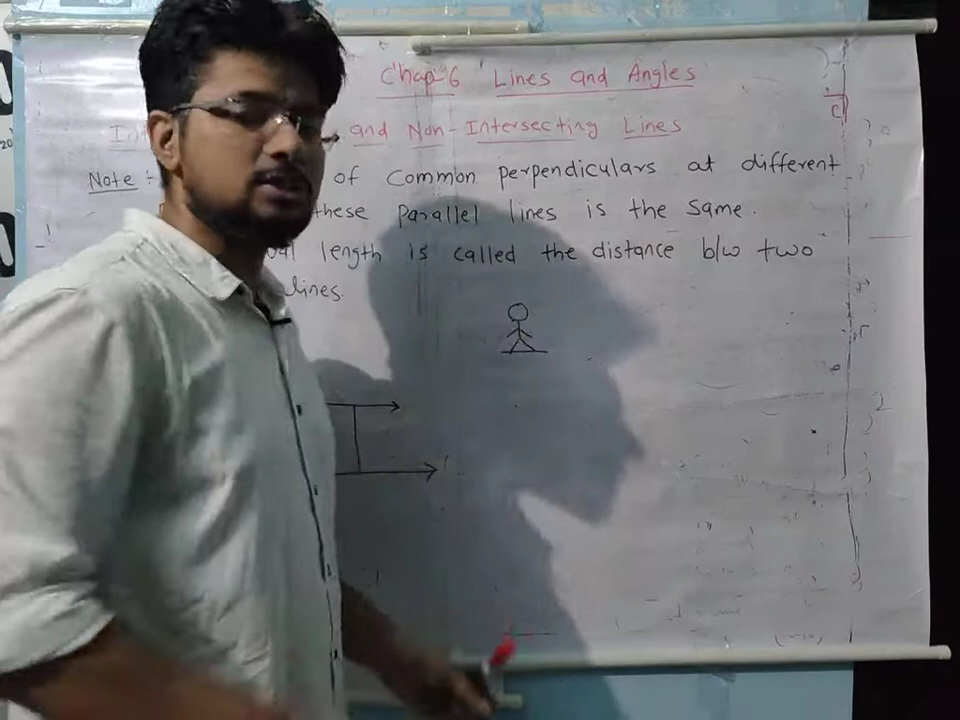 Chap 6 Lines and Angles
and Non-Intersecting Lines
Note :- of Common perpendiculars at different
these parallel lines is the same.
length is called the distance b/w two
lines.